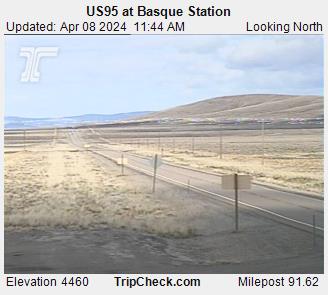 US95 at Basque Station
Updated: Apr 08 2024 11:44 AM Looking North
Elevation 4460 TripCheck.com Milepost 91.62